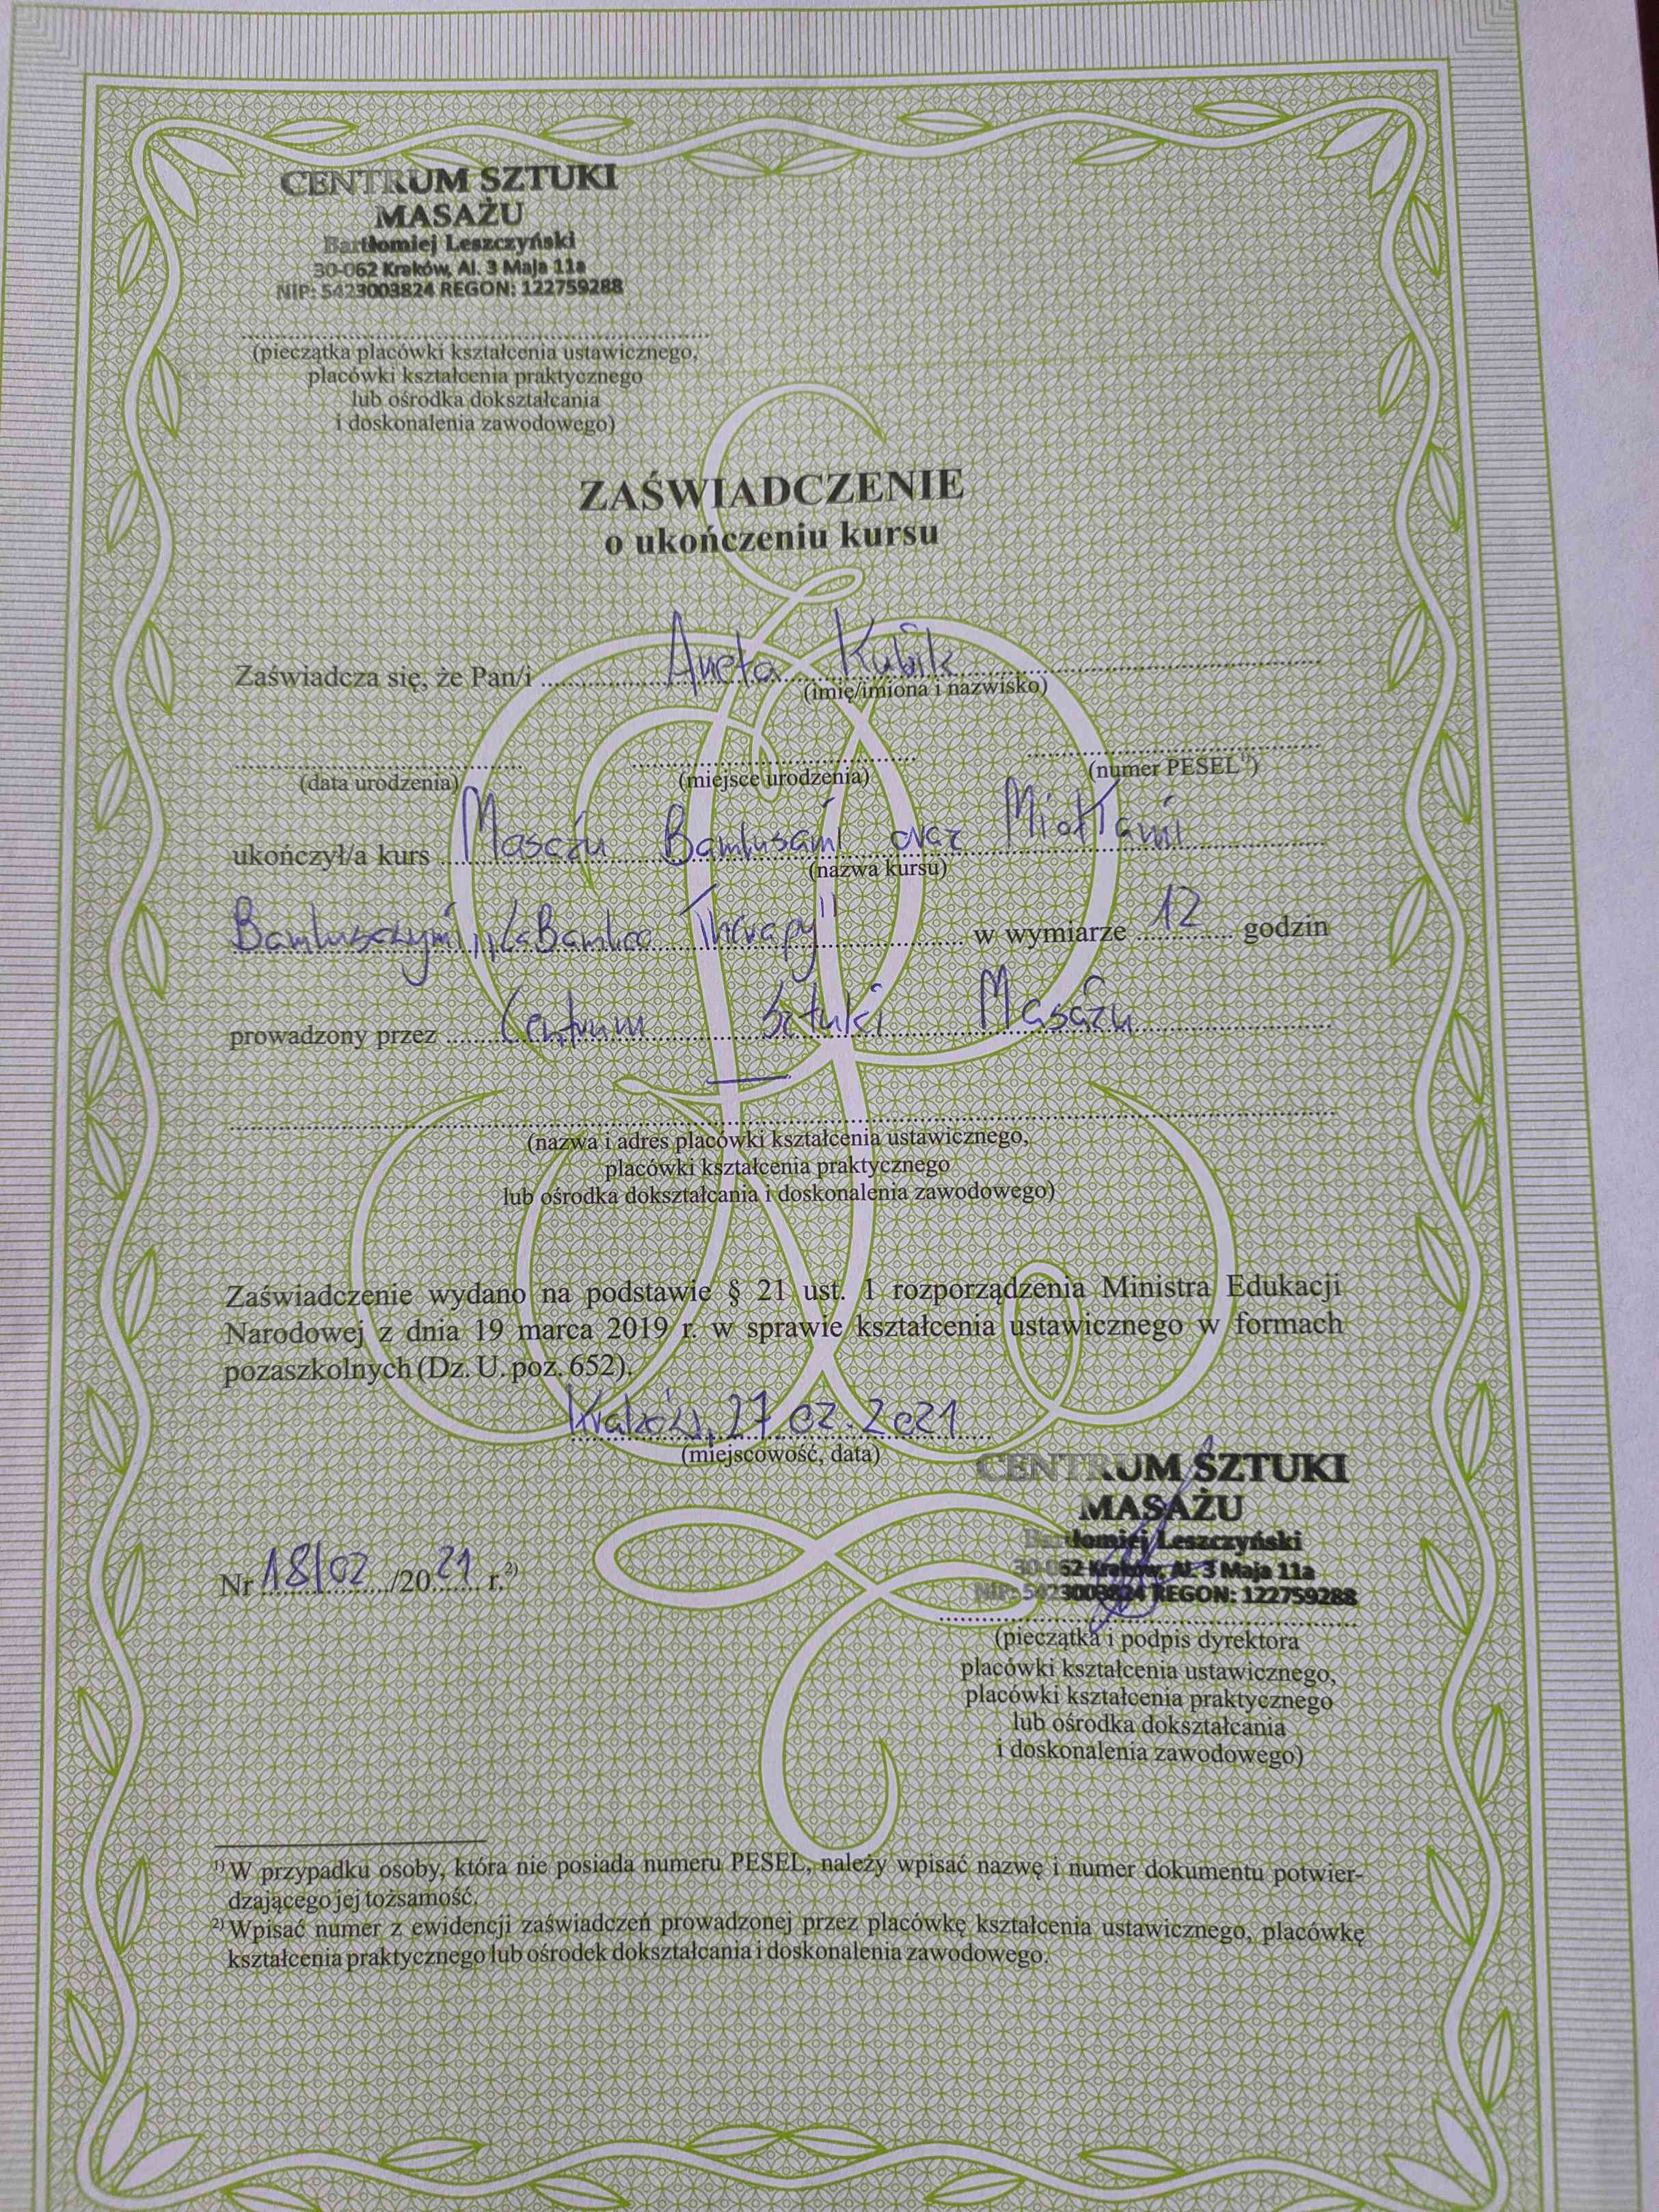 CENTRUM SZTUKI
MASAŻU
Bartłomiej Leszczyński
30-062 Kraków, Al. 3 Maja 11a
NIP: 5423003824 REGON: 122759288
(pieczątka placówki kształcenia ustawicznego,
placówki kształcenia praktycznego
lub ośrodka dokształcania
i doskonalenia zawodowego)
ZAŚWIADCZENIE
o ukończeniu kursu
Zaświadcza się, że Pan/i Aneta Kubik
(imię/imiona i nazwisko)
(data urodzenia) (miejsce urodzenia) (numer PESEL¹⁾)
ukończył/a kurs Masażu Bambusami oraz Miotłami
(nazwa kursu)
Bambusowymi „La Bamboo Therapy" w wymiarze 12 godzin
prowadzony przez Centrum Sztuki Masażu
(nazwa i adres placówki kształcenia ustawicznego,
placówki kształcenia praktycznego
lub ośrodka dokształcania i doskonalenia zawodowego)
Zaświadczenie wydano na podstawie § 21 ust. 1 rozporządzenia Ministra Edukacji
Narodowej z dnia 19 marca 2019 r. w sprawie kształcenia ustawicznego w formach
pozaszkolnych (Dz. U. poz. 652).
Kraków, 27.02.2021
(miejscowość, data)
CENTRUM SZTUKI
MASAŻU
Bartłomiej Leszczyński
30-062 Kraków, Al. 3 Maja 11a
NIP: 5423003824 REGON: 122759288
Nr 18/02/2021 r.²⁾
(pieczątka i podpis dyrektora
placówki kształcenia ustawicznego,
placówki kształcenia praktycznego
lub ośrodka dokształcania
i doskonalenia zawodowego)
¹⁾ W przypadku osoby, która nie posiada numeru PESEL, należy wpisać nazwę i numer dokumentu potwier-
dzającego jej tożsamość.
²⁾ Wpisać numer z ewidencji zaświadczeń prowadzonej przez placówkę kształcenia ustawicznego, placówkę
kształcenia praktycznego lub ośrodek dokształcania i doskonalenia zawodowego.